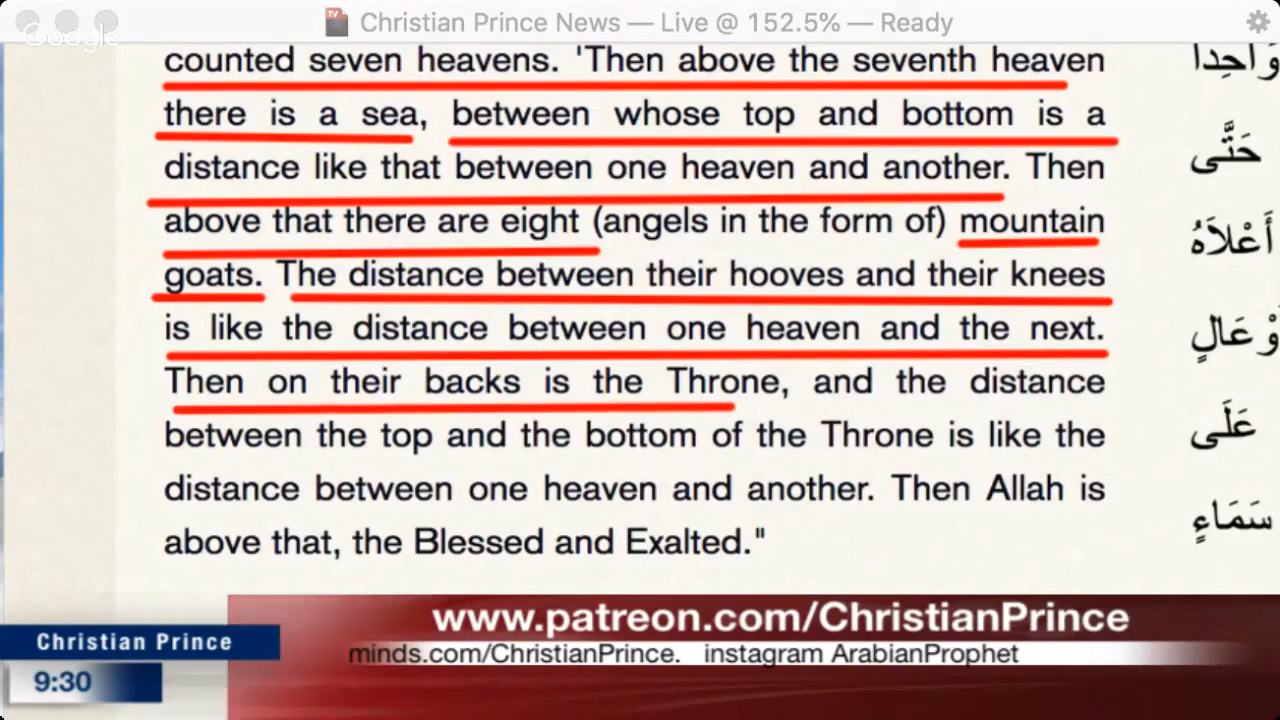 Christian Prince News — Live @ 152.5% — Ready
Google
counted seven heavens. 'Then above the seventh heaven
there is a sea, between whose top and bottom is a
distance like that between one heaven and another. Then
above that there are eight (angels in the form of) mountain
goats. The distance between their hooves and their knees
is like the distance between one heaven and the next.
Then on their backs is the Throne, and the distance
between the top and the bottom of the Throne is like the
distance between one heaven and another. Then Allah is
above that, the Blessed and Exalted."
وَاحِدًا
حَتَّى
أَعْلاَهُ
وْعَالٍ
عَلَى
سَمَاءٍ
www.patreon.com/ChristianPrince
Christian Prince
minds.com/ChristianPrince. instagram ArabianProphet
9:30